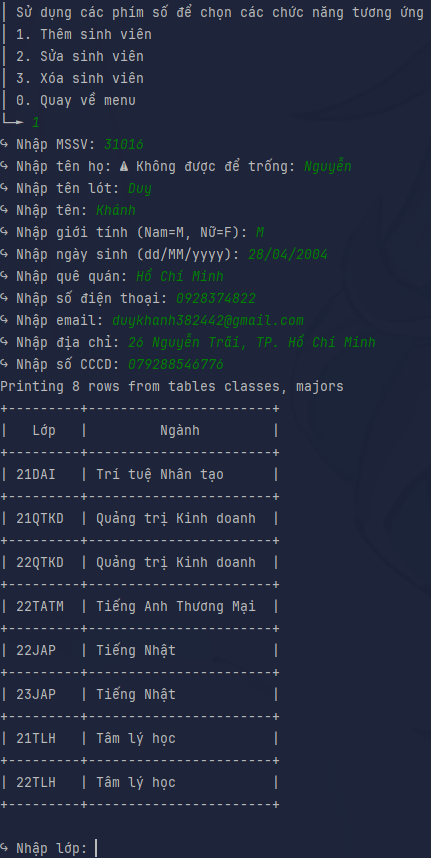 | Sử dụng các phím số để chọn các chức năng tương ứng
| 1. Thêm sinh viên
| 2. Sửa sinh viên
| 3. Xóa sinh viên
| 0. Quay về menu
└─► 1
↪ Nhập MSSV: 31016
↪ Nhập tên họ: ⚠ Không được để trống: Nguyễn
↪ Nhập tên lót: Duy
↪ Nhập tên: Khánh
↪ Nhập giới tính (Nam=M, Nữ=F): M
↪ Nhập ngày sinh (dd/MM/yyyy): 28/04/2004
↪ Nhập quê quán: Hồ Chí Minh
↪ Nhập số điện thoại: 0928374822
↪ Nhập email: duykhanh382442@gmail.com
↪ Nhập địa chỉ: 26 Nguyễn Trãi, TP. Hồ Chí Minh
↪ Nhập số CCCD: 079288546776
Printing 8 rows from tables classes, majors
+---------+-----------------------+
|   Lớp   |         Ngành         |
+---------+-----------------------+
| 21DAI   | Trí tuệ Nhân tạo      |
+---------+-----------------------+
| 21QTKD  | Quảng trị Kinh doanh  |
+---------+-----------------------+
| 22QTKD  | Quảng trị Kinh doanh  |
+---------+-----------------------+
| 22TATM  | Tiếng Anh Thương Mại  |
+---------+-----------------------+
| 22JAP   | Tiếng Nhật            |
+---------+-----------------------+
| 23JAP   | Tiếng Nhật            |
+---------+-----------------------+
| 21TLH   | Tâm lý học            |
+---------+-----------------------+
| 22TLH   | Tâm lý học            |
+---------+-----------------------+
↪ Nhập lớp: